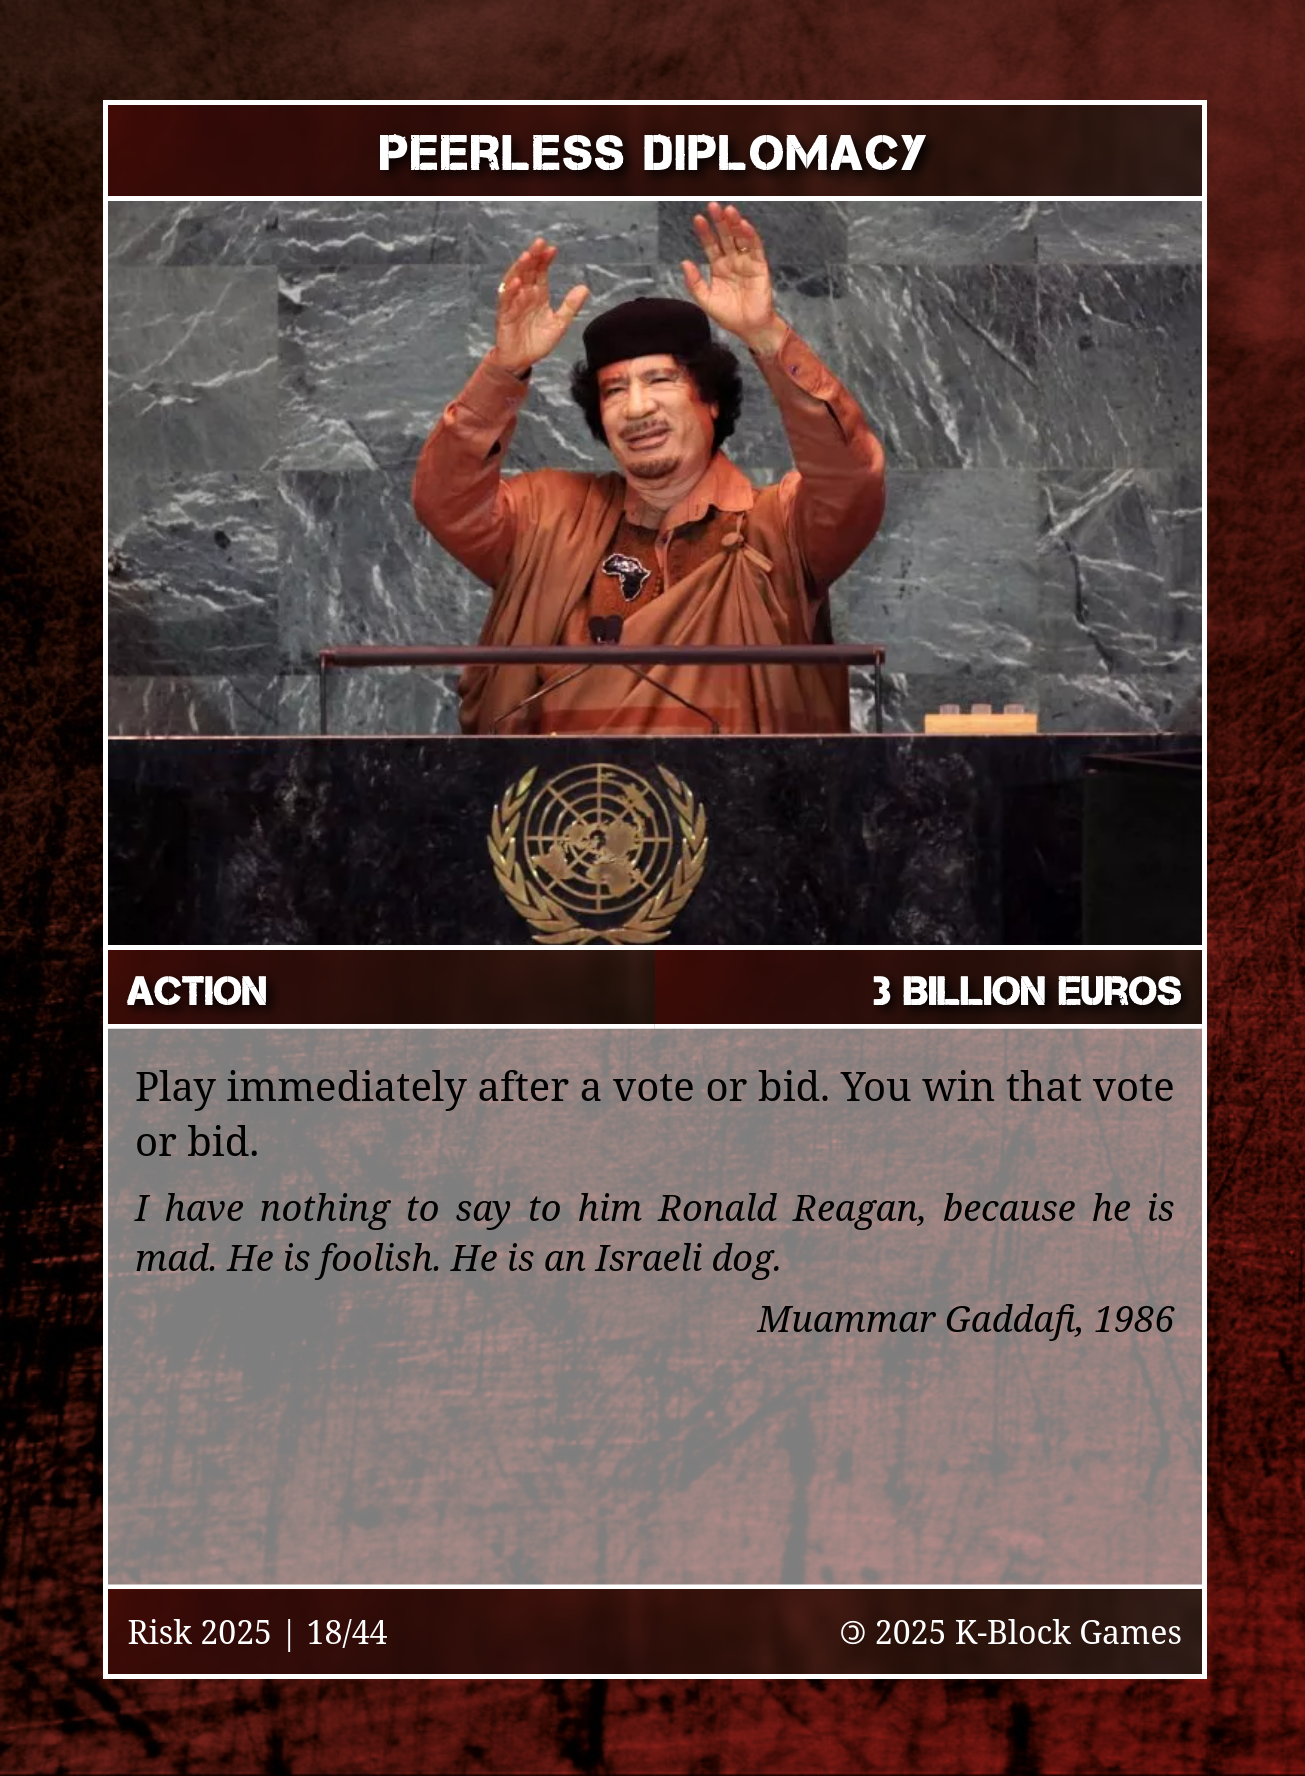 PEERLESS DIPLOMACY
ACTION
3 BILLION EUROS
Play immediately after a vote or bid. You win that vote
or bid.
I have nothing to say to him Ronald Reagan, because he is
mad. He is foolish. He is an Israeli dog.
Muammar Gaddafi, 1986
Risk 2025 | 18/44
🄯 2025 K-Block Games